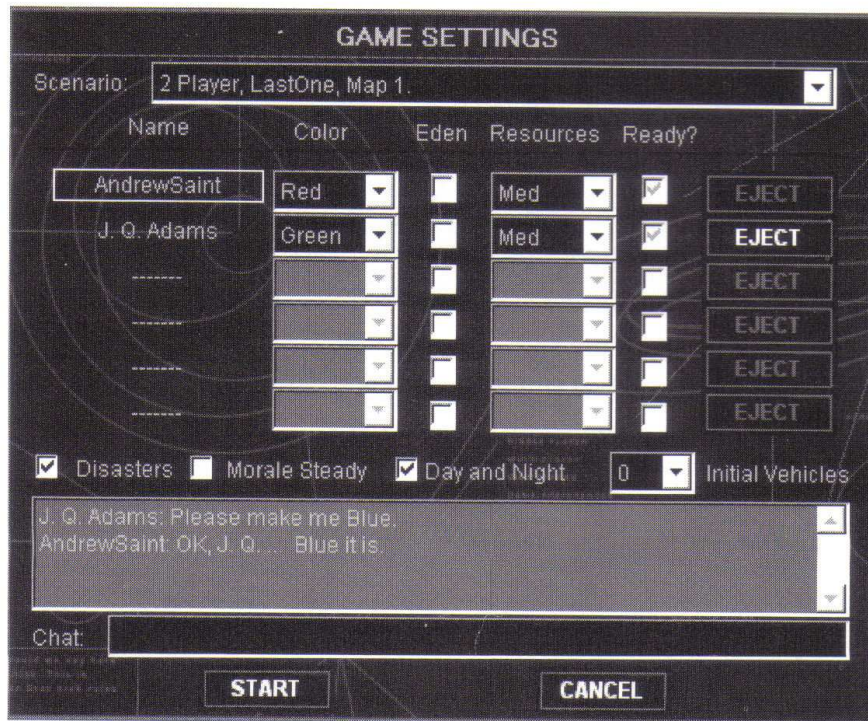 GAME SETTINGS
Scenario: 2 Player, LastOne, Map 1.
Name Color Eden Resources Ready?
AndrewSaint Red Med EJECT
J. Q. Adams Green Med EJECT
------- EJECT
------- EJECT
------- EJECT
------- EJECT
Disasters Morale Steady Day and Night 0 Initial Vehicles
J. Q. Adams: Please make me Blue.
AndrewSaint: OK, J. Q.... Blue it is.
Chat:
START CANCEL